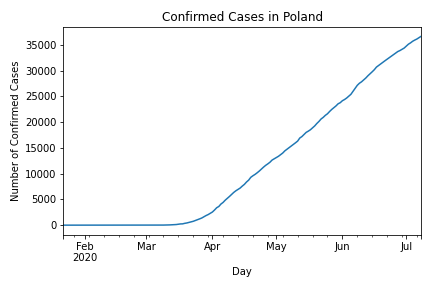 Confirmed Cases in Poland
Number of Confirmed Cases
35000
30000
25000
20000
15000
10000
5000
0
Feb Mar Apr May Jun Jul
2020
Day